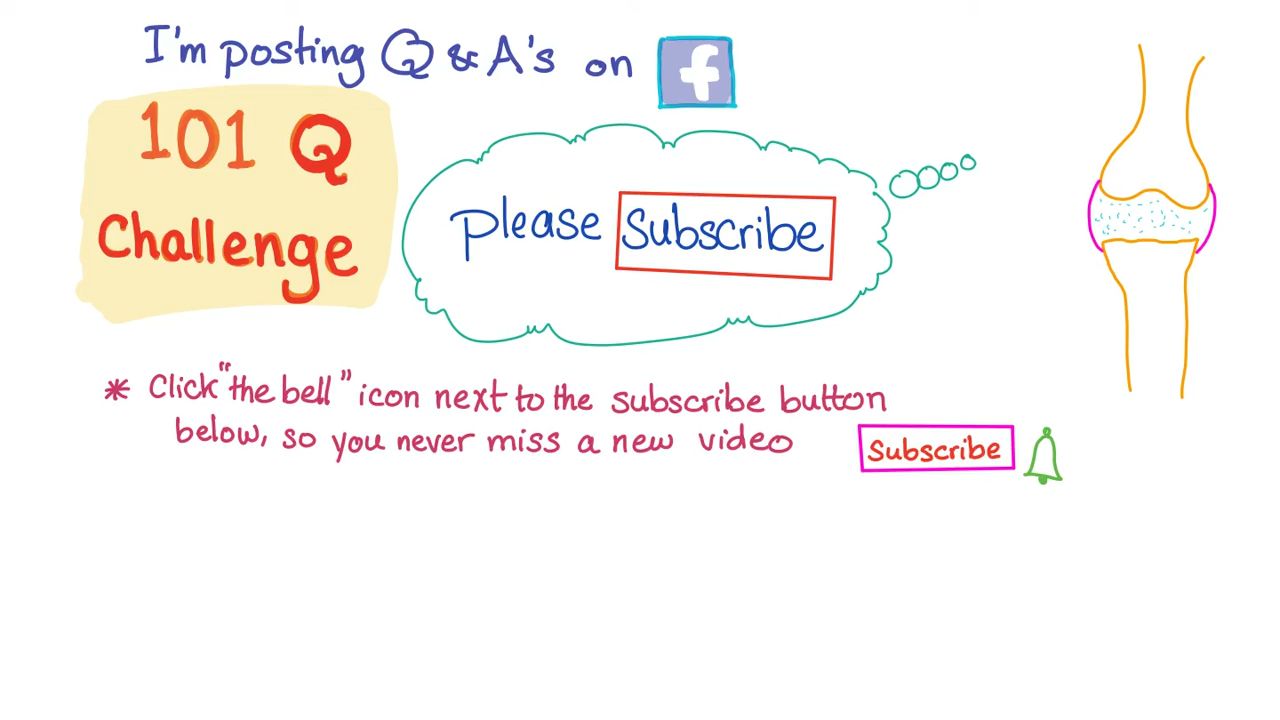 I'm posting Q & A's on f
101 Q
Challenge
please subscribe
* Click "the bell" icon next to the subscribe button
below, so you never miss a new video
Subscribe